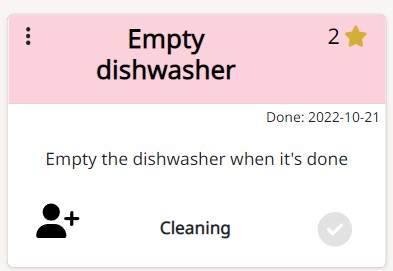 Empty
dishwasher
2
Done: 2022-10-21
Empty the dishwasher when it's done
Cleaning